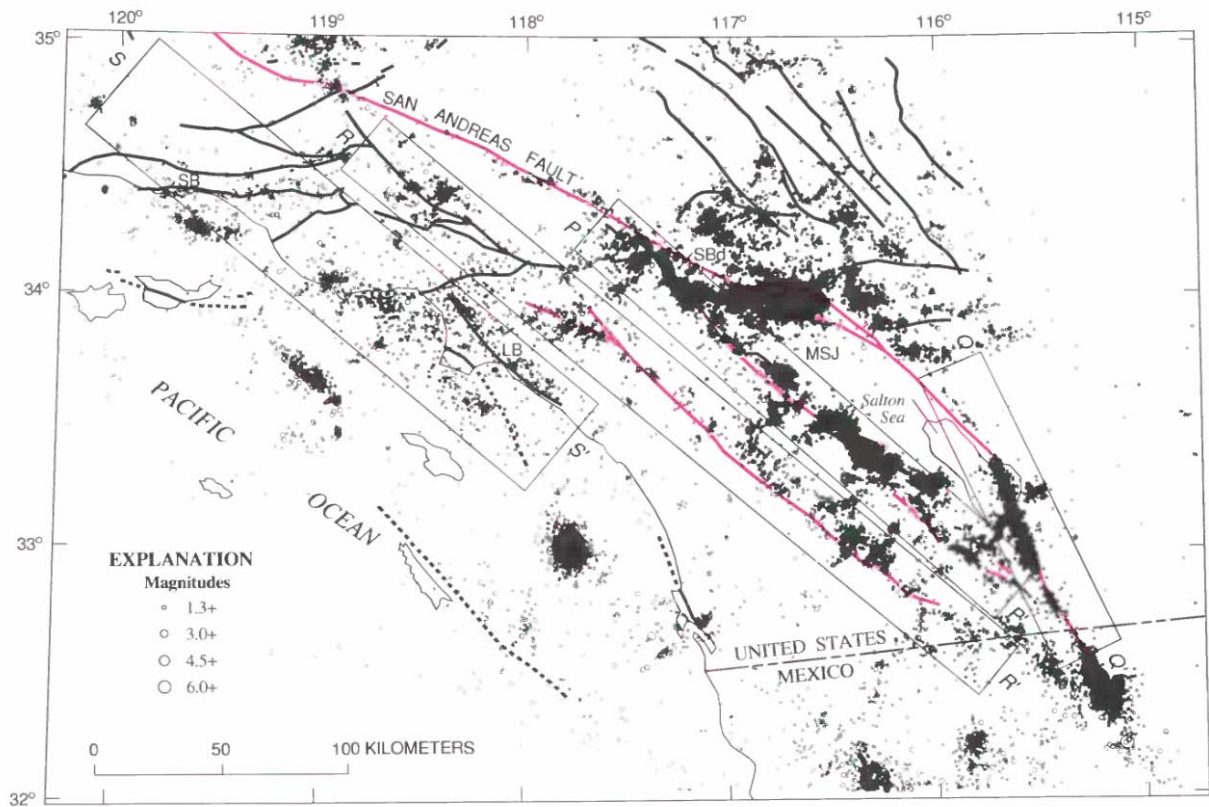 120° 119° 118° 117° 116° 115°
35°
S
SAN ANDREAS FAULT
R
SB
P
SBd
34°
LB
MSJ
Q
Salton
Sea
PACIFIC
OCEAN
S'
33°
EXPLANATION
Magnitudes
1.3+
3.0+
4.5+
6.0+
P'
UNITED STATES
MEXICO
Q'
R'
0 50 100 KILOMETERS
32°